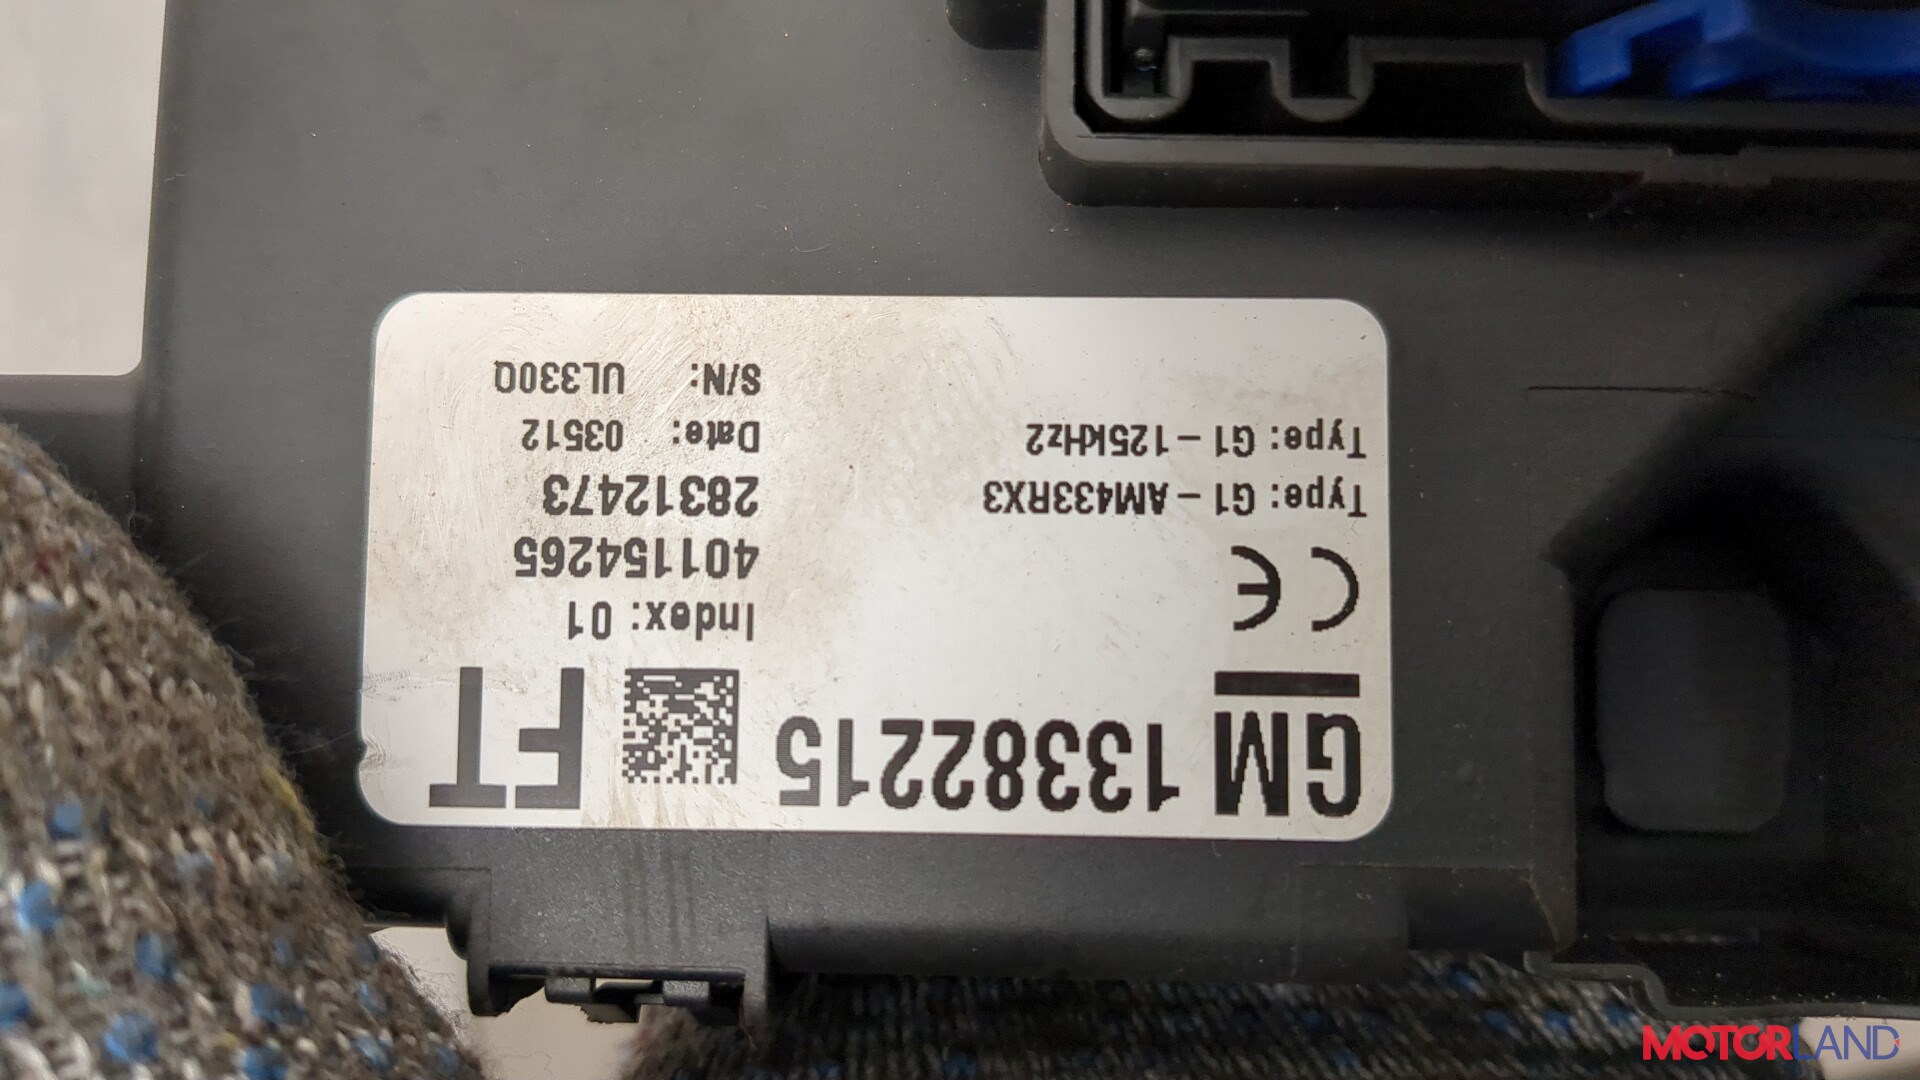 GM 13382215 FT
Index: 01
401154265
28312473
Date: 03512
S/N: UL330Q
CE
Type: G1 - AM433RX3
Type: G1 - 125kHz2
MOTORLAND